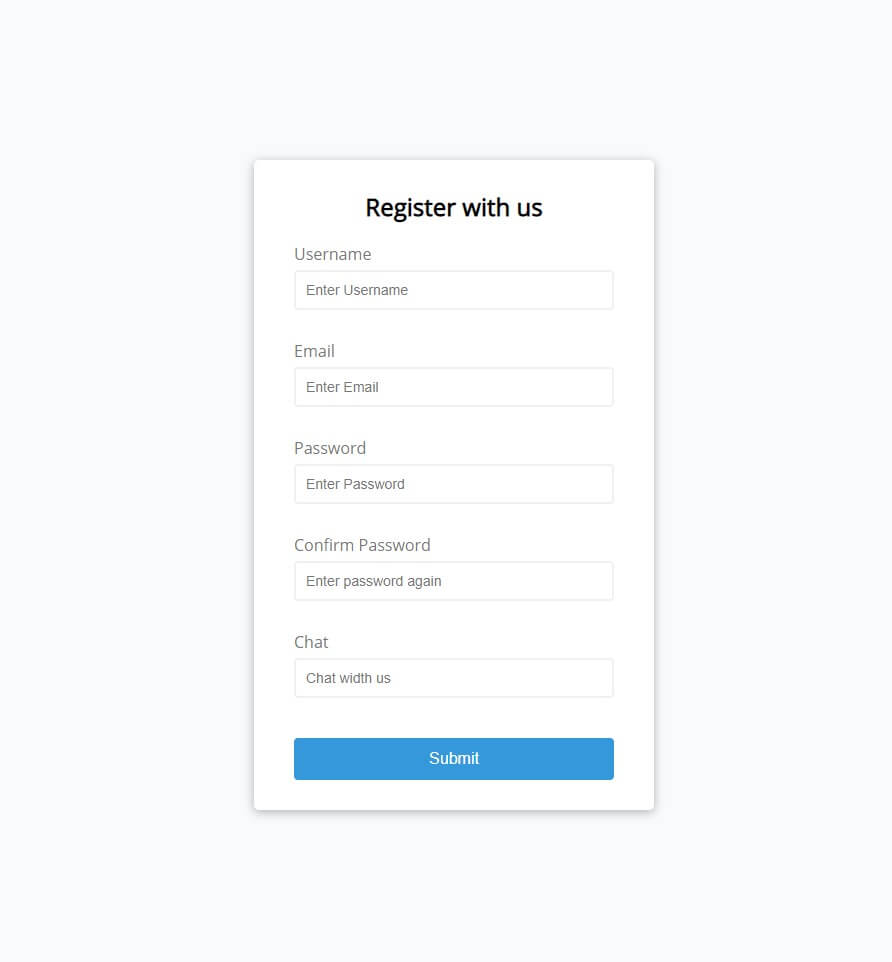 Register with us
Username
Enter Username
Email
Enter Email
Password
Enter Password
Confirm Password
Enter password again
Chat
Chat width us
Submit